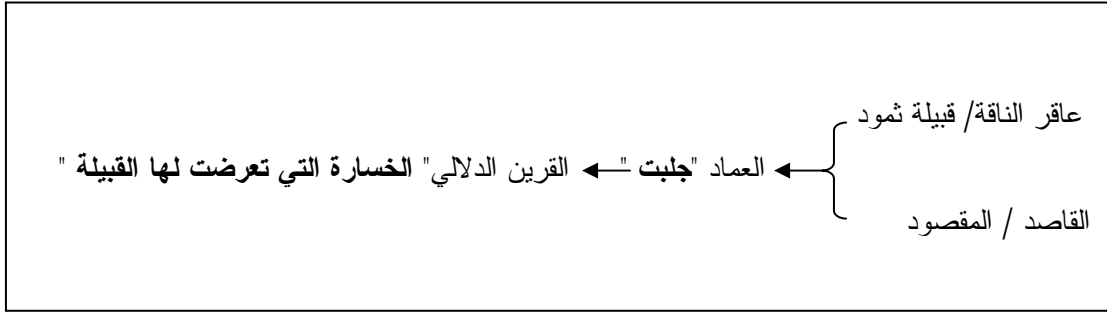 عاقر الناقة/ قبيلة ثمود
العماد "جلبت " القرين الدلالي" الخسارة التي تعرضت لها القبيلة "
القاصد / المقصود